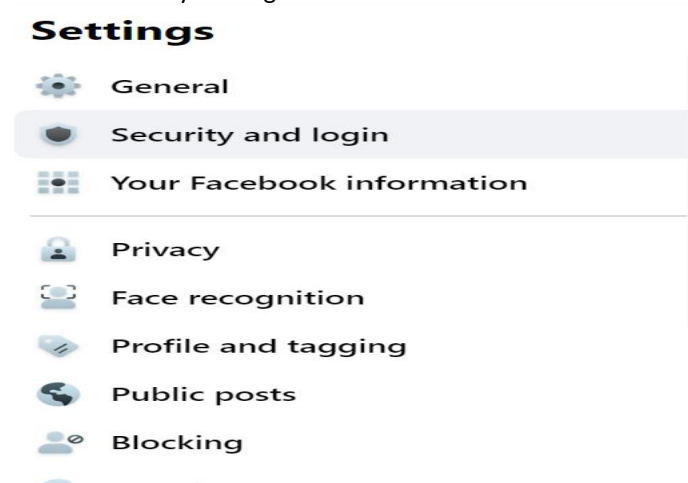 Settings
General
Security and login
Your Facebook information
Privacy
Face recognition
Profile and tagging
Public posts
Blocking